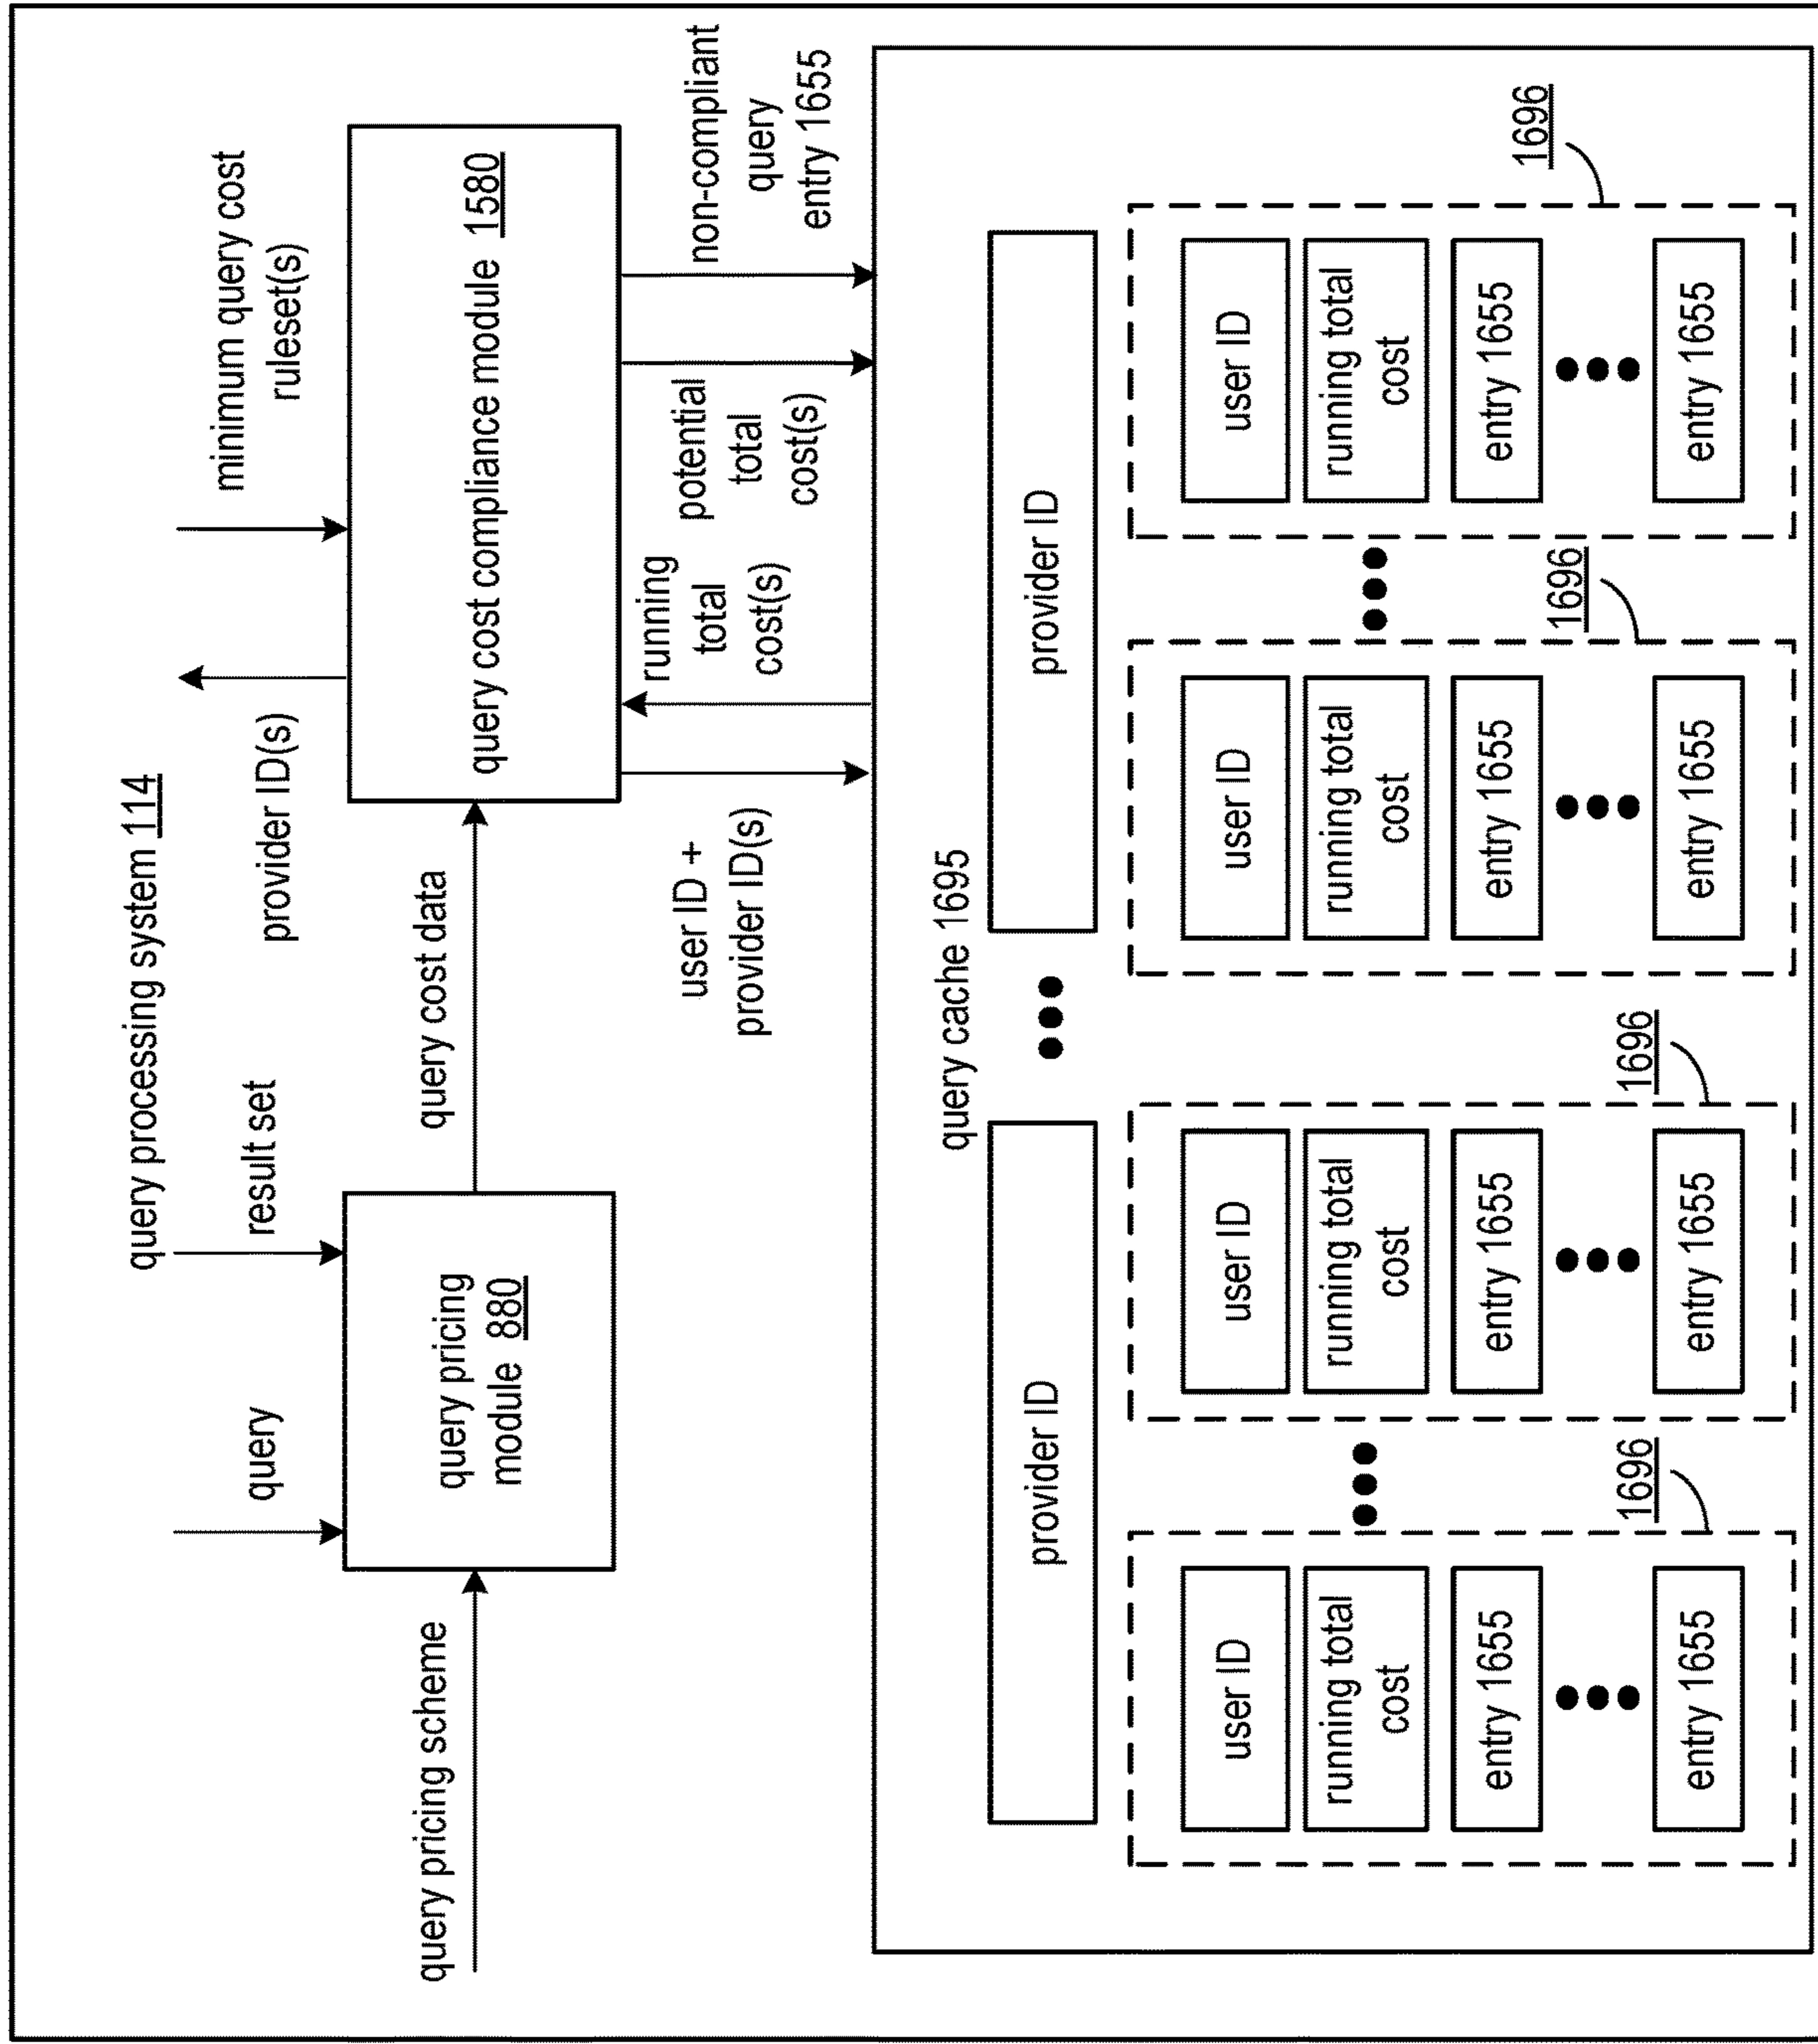 query processing system 114
query
result set
provider ID(s)
minimum query cost
ruleset(s)
query pricing scheme
query pricing
module 880
query cost data
query cost compliance module 1580
user ID +
provider ID(s)
running
total
cost(s)
potential
total
cost(s)
non-compliant
query
entry 1655
query cache 1695
provider ID
provider ID
user ID
running total
cost
entry 1655
entry 1655
1696
user ID
running total
cost
entry 1655
entry 1655
1696
user ID
running total
cost
entry 1655
entry 1655
1696
user ID
running total
cost
entry 1655
entry 1655
1696